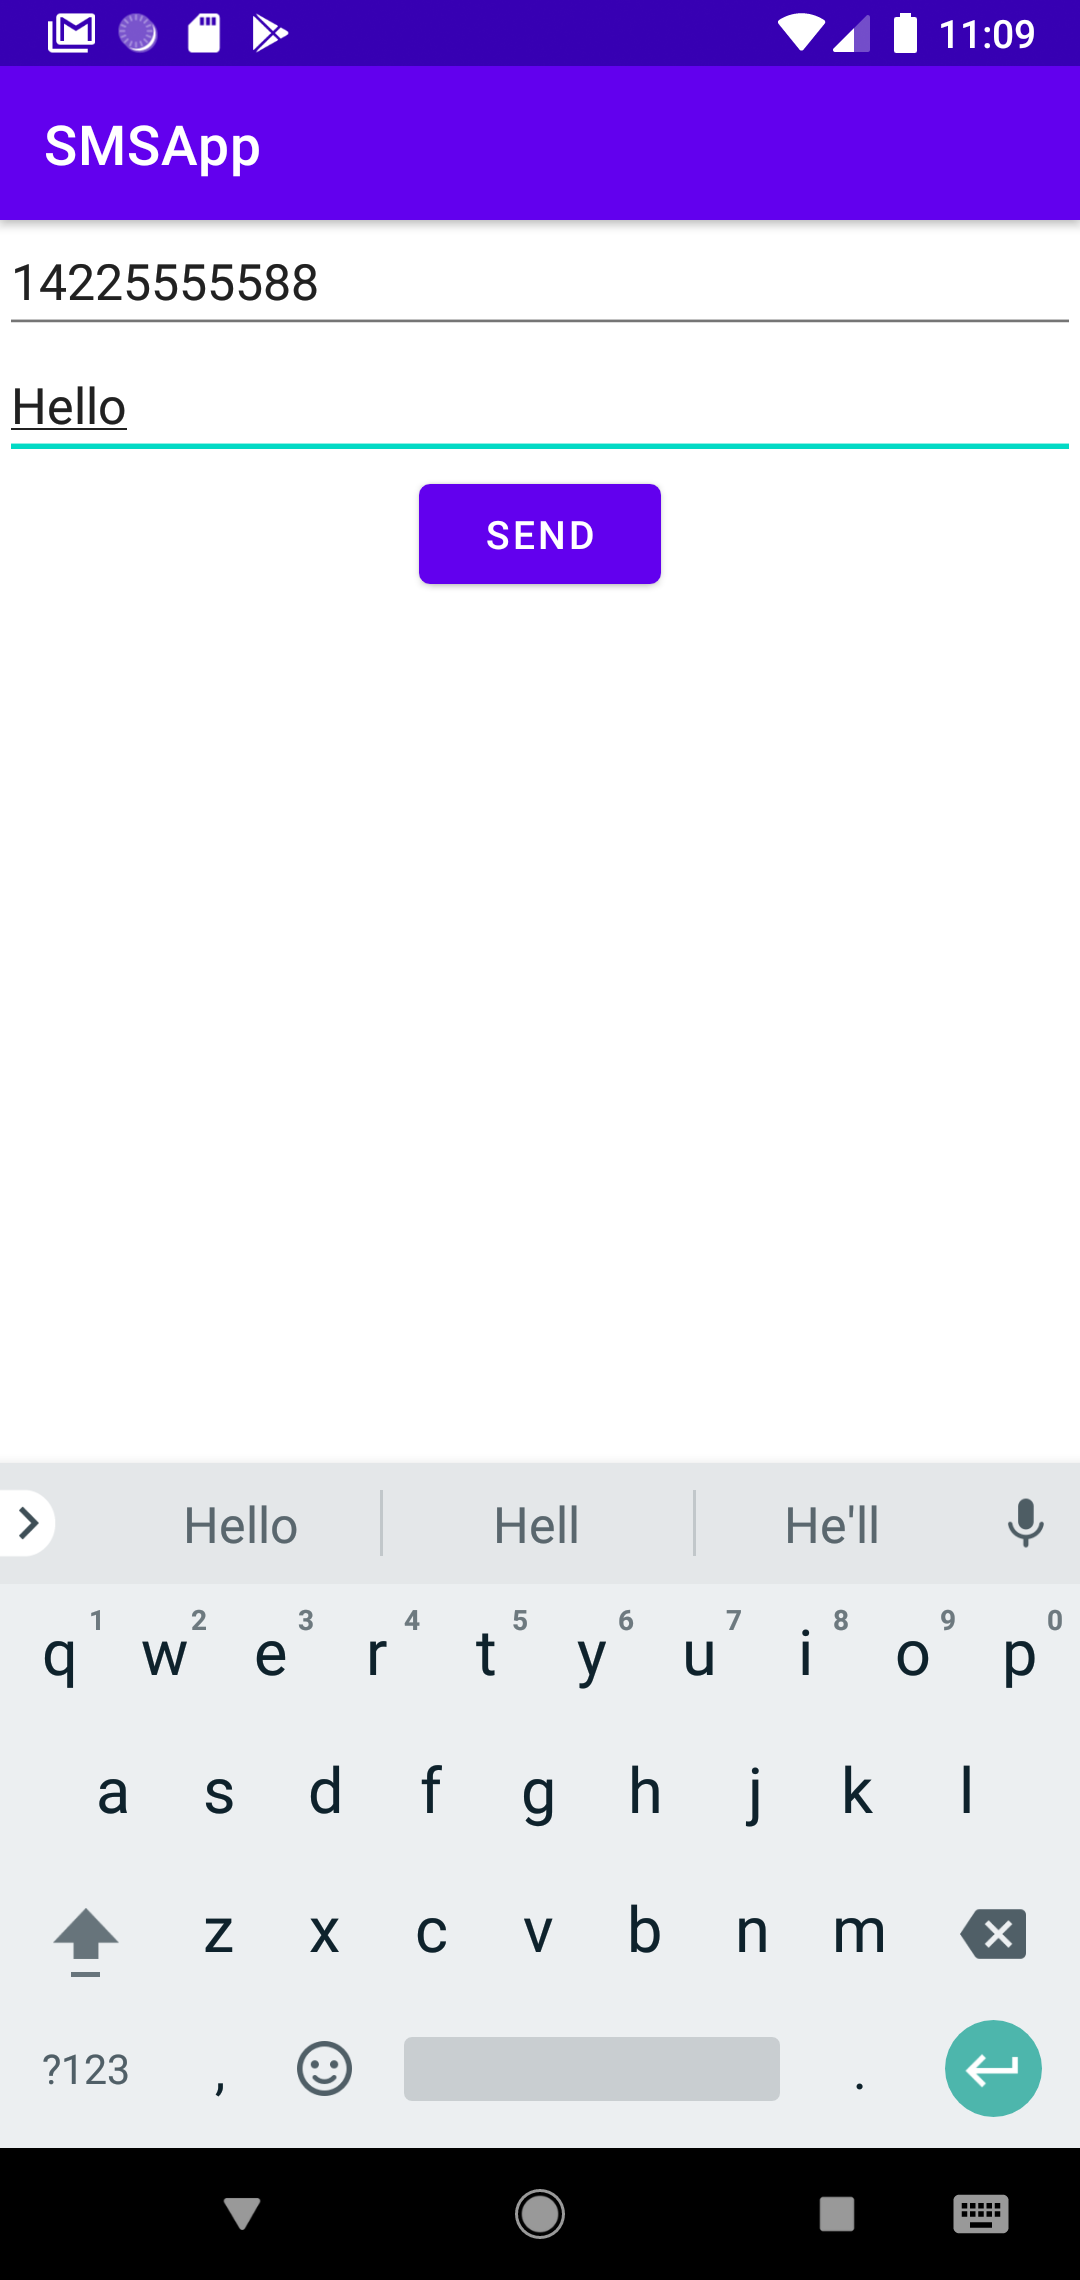 11:09
SMSApp
14225555588
Hello
SEND
Hello Hell He'll
1 2 3 4 5 6 7 8 9 0
q w e r t y u i o p
a s d f g h j k l
z x c v b n m
?123 , .